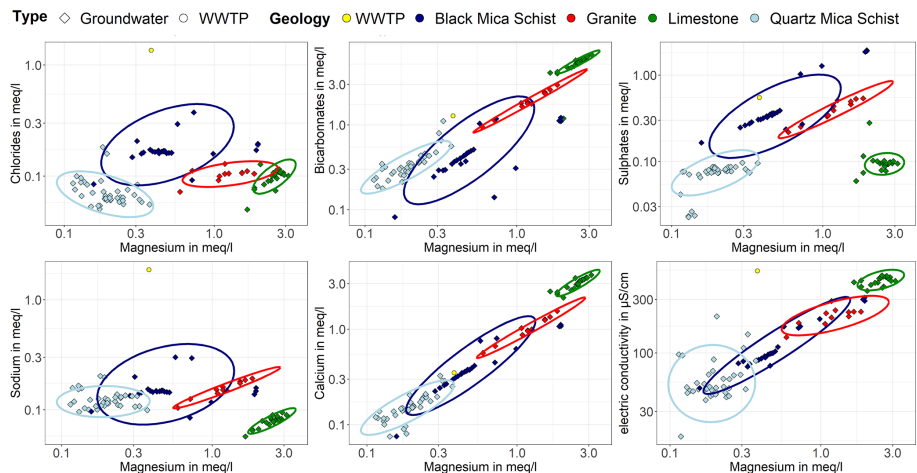 Type Groundwater WWTP Geology WWTP Black Mica Schist Granite Limestone Quartz Mica Schist
Chlorides in meq/l
1.0
0.3
0.1
0.1 0.3 1.0 3.0
Magnesium in meq/l
Bicarbonnates in meq/l
3.0
1.0
0.3
0.1
0.1 0.3 1.0 3.0
Magnesium in meq/l
Sulphates in meq/l
1.00
0.30
0.10
0.03
0.1 0.3 1.0 3.0
Magnesium in meq/l
Sodium in meq/l
1.0
0.3
0.1
0.1 0.3 1.0 3.0
Magnesium in meq/l
Calcium in meq/l
3.0
1.0
0.3
0.1
0.1 0.3 1.0 3.0
Magnesium in meq/l
electric conductivity in µS/cm
300
100
30
0.1 0.3 1.0 3.0
Magnesium in meq/l